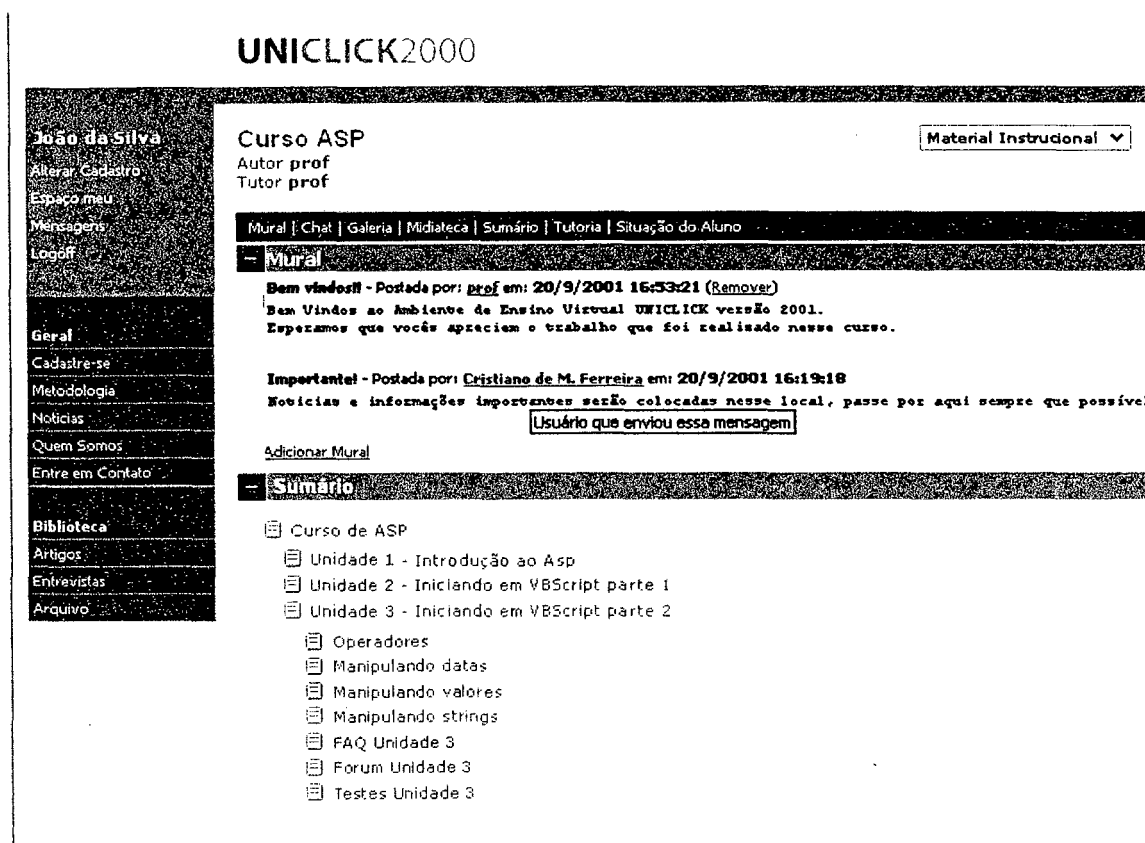 UNICLICK2000
João da Silva
Alterar Cadastro
Espaço meu
Mensagens
Logoff
Geral
Cadastre-se
Metodologia
Noticias
Quem Somos
Entre em Contato
Biblioteca
Artigos
Entrevistas
Arquivo
Curso ASP
Material Instrucional
Autor prof
Tutor prof
Mural | Chat | Galeria | Midiateca | Sumário | Tutoria | Situação do Aluno
Mural
Bem vindos!! - Postada por: prof em: 20/9/2001 16:53:21 (Remover)
Bem Vindos ao Ambiente de Ensino Virtual UNICLICK versão 2001.
Esperamos que vocês apreciem o trabalho que foi realisado nesse curso.
Importante! - Postada por: Cristiano de M. Ferreira em: 20/9/2001 16:19:18
Noticias e informações importantes serão colocadas nesse local, passe por aqui sempre que possível
Usuário que enviou essa mensagem
Adicionar Mural
Sumário
Curso de ASP
Unidade 1 - Introdução ao Asp
Unidade 2 - Iniciando em VBScript parte 1
Unidade 3 - Iniciando em VBScript parte 2
Operadores
Manipulando datas
Manipulando valores
Manipulando strings
FAQ Unidade 3
Forum Unidade 3
Testes Unidade 3